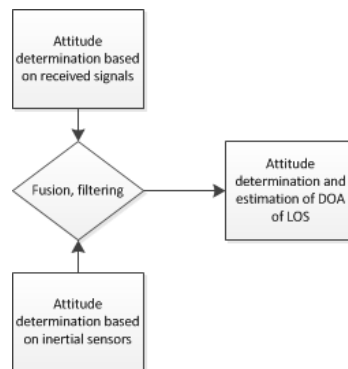 Attitude
determination based
on received signals
Fusion, filtering
Attitude
determination and
estimation of DOA
of LOS
Attitude
determination based
on inertial sensors